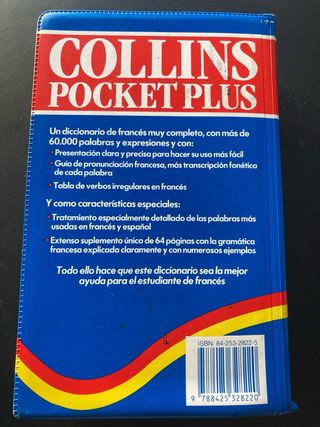 COLLINS
POCKET PLUS
Un diccionario de francés muy completo, con más de
60.000 palabras y expresiones y con:
• Presentación clara y precisa para hacer su uso más fácil
• Guía de pronunciación francesa, más transcripción fonética
de cada palabra
• Tabla de verbos irregulares en francés
Y como características especiales:
• Tratamiento especialmente detallado de las palabras más
usadas en francés y español
• Extenso suplemento único de 64 páginas con la gramática
francesa explicada claramente y con numerosos ejemplos
Todo ello hace que este diccionario sea la mejor
ayuda para el estudiante de francés
ISBN 84-253-2822-5
9 788425 328220